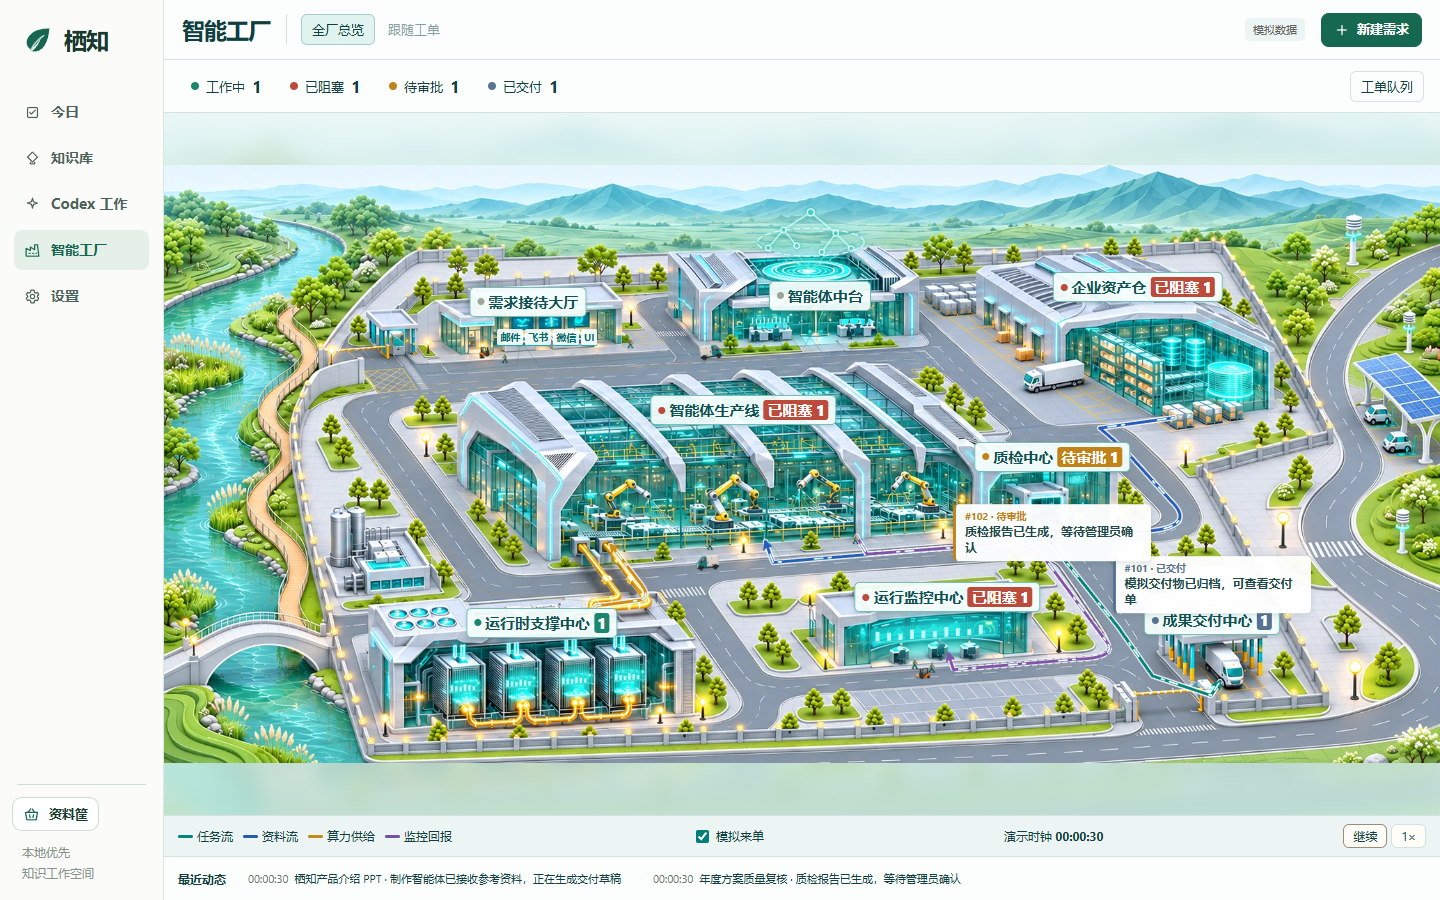 栖知
今日
知识库
Codex 工作
智能工厂
设置
资料筐
本地优先
知识工作空间
智能工厂
全厂总览
跟随工单
模拟数据
＋ 新建需求
工作中 1
已阻塞 1
待审批 1
已交付 1
工单队列
需求接待大厅
邮件 飞书 微信 UI
智能体中台
企业资产仓 已阻塞 1
智能体生产线 已阻塞 1
质检中心 待审批 1
#102 · 待审批
质检报告已生成，等待管理员确
认
#101 · 已交付
模拟交付物已归档，可查看交付
单
运行监控中心 已阻塞 1
运行时支撑中心 1
成果交付中心 1
任务流
资料流
算力供给
监控回报
模拟来单
演示时钟 00:00:30
继续
1×
最近动态
00:00:30 栖知产品介绍 PPT · 制作智能体已接收参考资料，正在生成交付草稿
00:00:30 年度方案质量复核 · 质检报告已生成，等待管理员确认